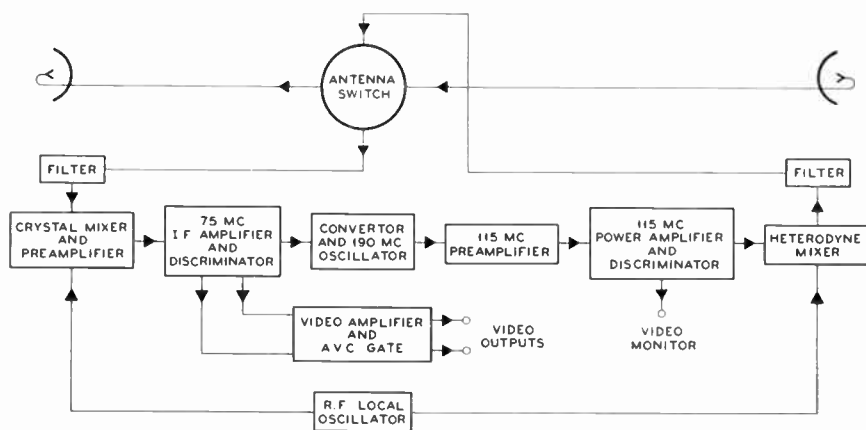 ANTENNA
SWITCH
FILTER
FILTER
CRYSTAL MIXER
AND
PREAMPLIFIER
75 MC
I F AMPLIFIER
AND
DISCRIMINATOR
CONVERTOR
AND 190 MC
OSCILLATOR
115 MC
PREAMPLIFIER
115 MC
POWER AMPLIFIER
AND
DISCRIMINATOR
HETERODYNE
MIXER
VIDEO AMPLIFIER
AND
A V C GATE
VIDEO
OUTPUTS
VIDEO
MONITOR
R.F LOCAL
OSCILLATOR